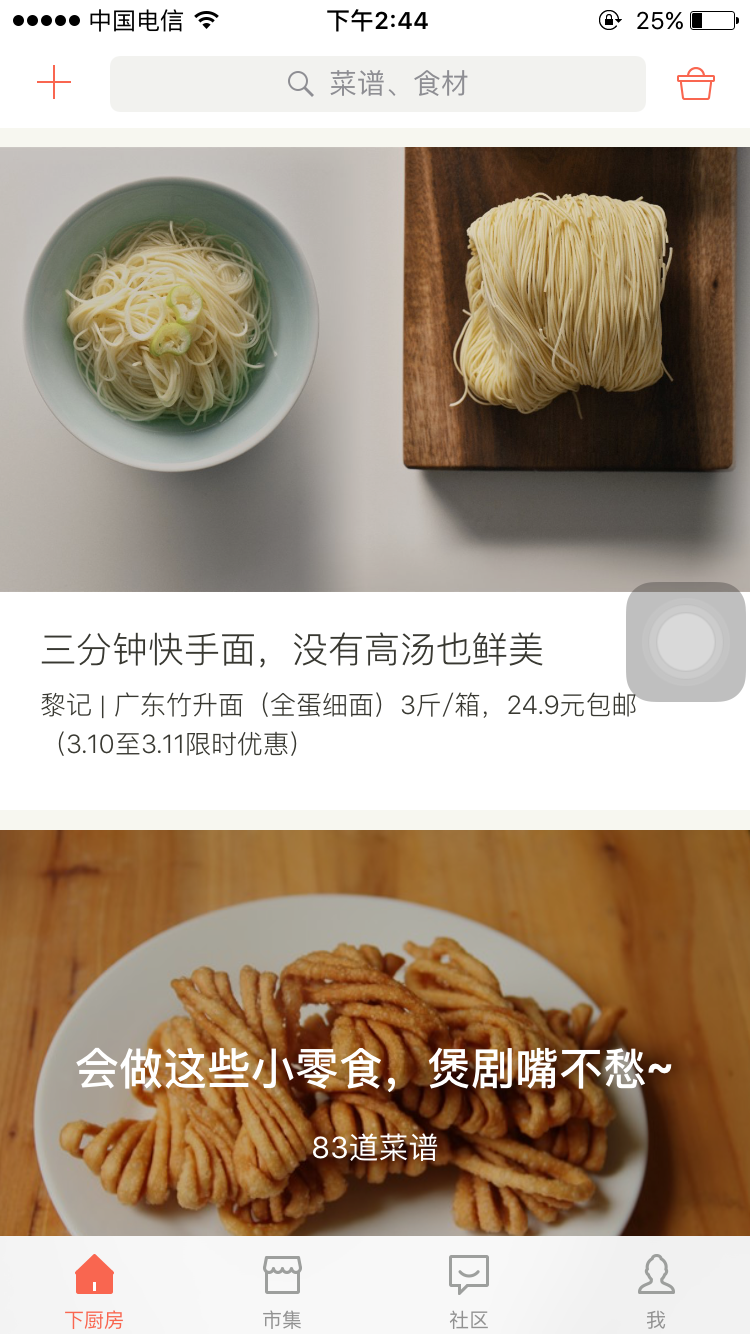 中国电信 下午2:44 25%
菜谱、食材
三分钟快手面，没有高汤也鲜美
黎记 | 广东竹升面（全蛋细面）3斤/箱，24.9元包邮
（3.10至3.11限时优惠）
会做这些小零食，煲剧嘴不愁~
83道菜谱
下厨房 市集 社区 我